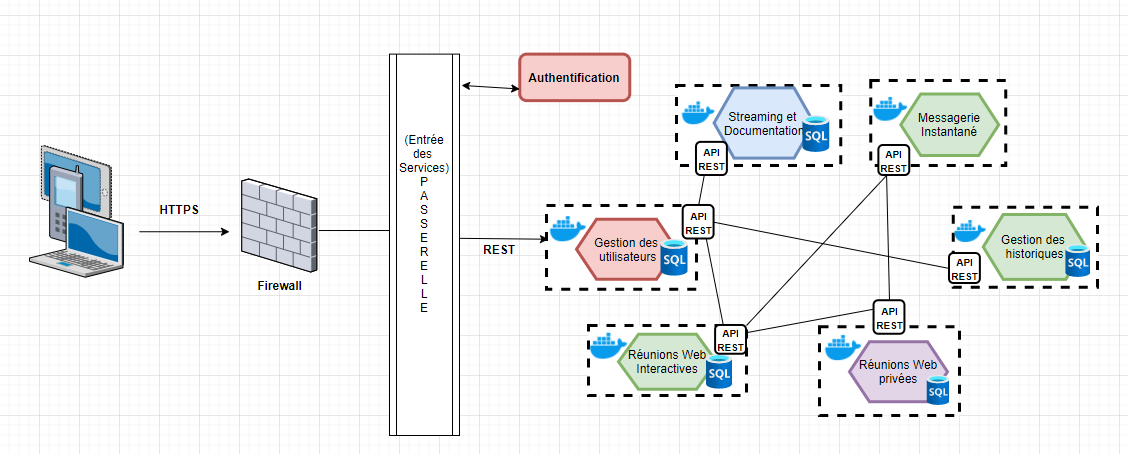 HTTPS
Firewall
(Entrée
des
Services)
P
A
S
S
E
R
E
L
L
E
Authentification
REST
Streaming et
Documentation
SQL
API
REST
Messagerie
Instantané
API
REST
Gestion des
utilisateurs
SQL
API
REST
Gestion des
historiques
SQL
API
REST
Réunions Web
Interactives
SQL
API
REST
Réunions Web
privées
SQL
API
REST